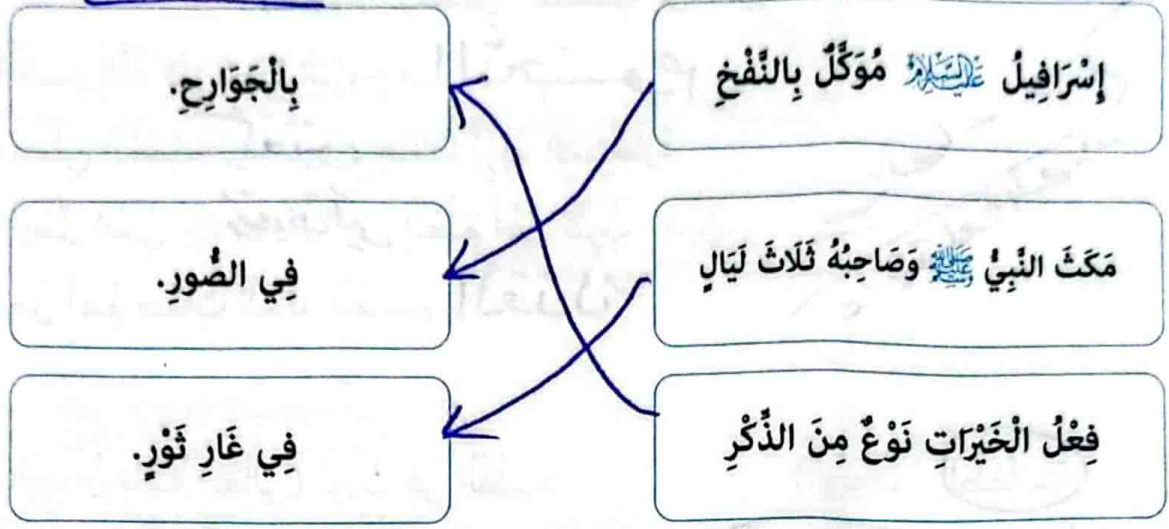 إِسْرَافِيلُ عَلَيْهِ السَّلَامُ مُوَكَّلٌ بِالنَّفْخِ
بِالْجَوَارِحِ.
مَكَثَ النَّبِيُّ ﷺ وَصَاحِبُهُ ثَلَاثَ لَيَالٍ
فِي الصُّورِ.
فِعْلُ الْخَيْرَاتِ نَوْعٌ مِنَ الذِّكْرِ
فِي غَارِ ثَوْرٍ.